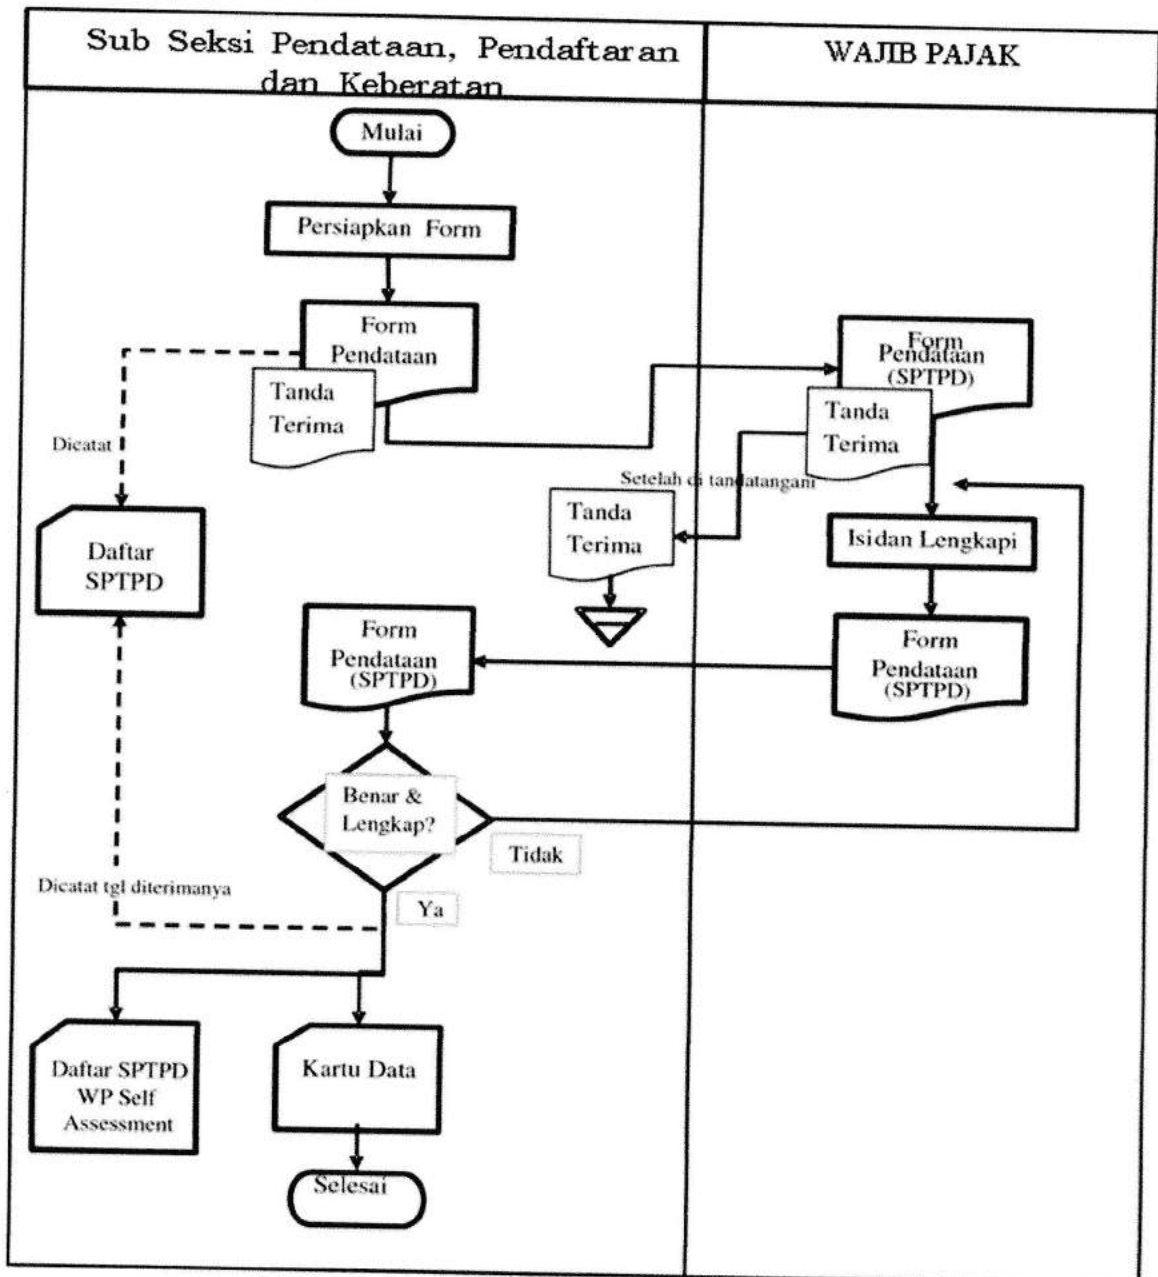 Sub Seksi Pendataan, Pendaftaran
dan Keberatan
WAJIB PAJAK
Mulai
Persiapkan Form
Form
Pendataan
Tanda
Terima
Form
Pendataan
(SPTPD)
Tanda
Terima
Dicatat
Setelah di tandatangani
Tanda
Terima
Isidan Lengkapi
Daftar
SPTPD
Form
Pendataan
(SPTPD)
Form
Pendataan
(SPTPD)
Benar &
Lengkap?
Tidak
Dicatat tgl diterimanya
Ya
Daftar SPTPD
WP Self
Assessment
Kartu Data
Selesai